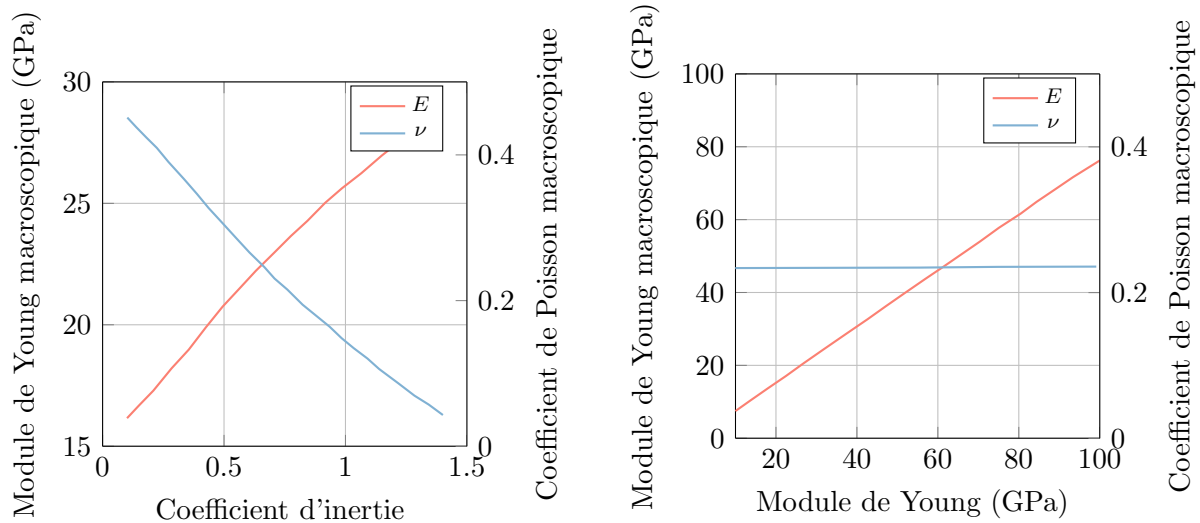 Module de Young macroscopique (GPa)
30
25
20
15
0
0.5
1
1.5
Coefficient d'inertie
E
ν
0.4
0.2
0
Coefficient de Poisson macroscopique
Module de Young macroscopique (GPa)
100
80
60
40
20
0
20
40
60
80
100
Module de Young (GPa)
E
ν
0.4
0.2
0
Coefficient de Poisson macroscopique